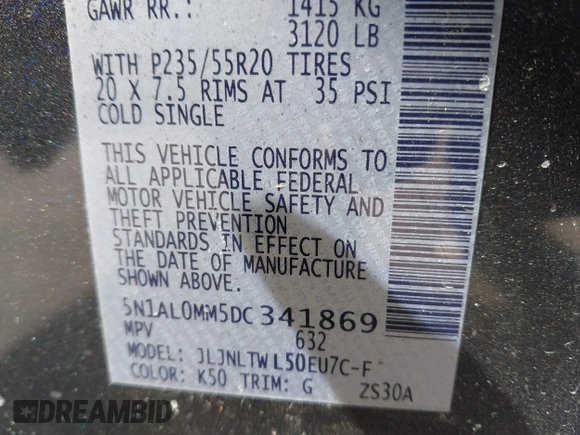 GAWR RR.: 1415 KG
3120 LB
WITH P235/55R20 TIRES
20 X 7.5 RIMS AT 35 PSI
COLD SINGLE
THIS VEHICLE CONFORMS TO
ALL APPLICABLE FEDERAL
MOTOR VEHICLE SAFETY AND
THEFT PREVENTION
STANDARDS IN EFFECT ON
THE DATE OF MANUFACTURE
SHOWN ABOVE.
5N1AL0MM5DC341869
MPV 632
MODEL: JLJNLTWL50EU7C-F
COLOR: K50 TRIM: G ZS30A
DREAMBID